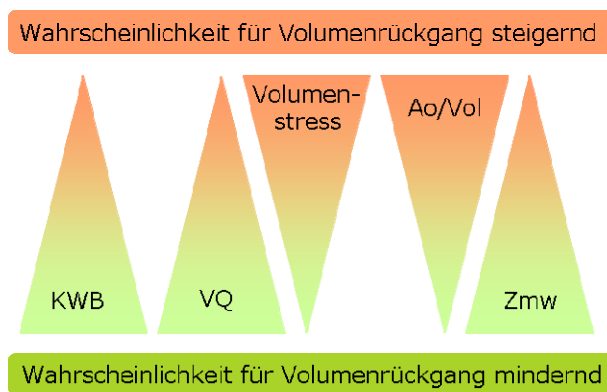 Wahrscheinlichkeit für Volumenrückgang steigernd
Volumen-
stress
Ao/Vol
KWB
VQ
Zmw
Wahrscheinlichkeit für Volumenrückgang mindernd